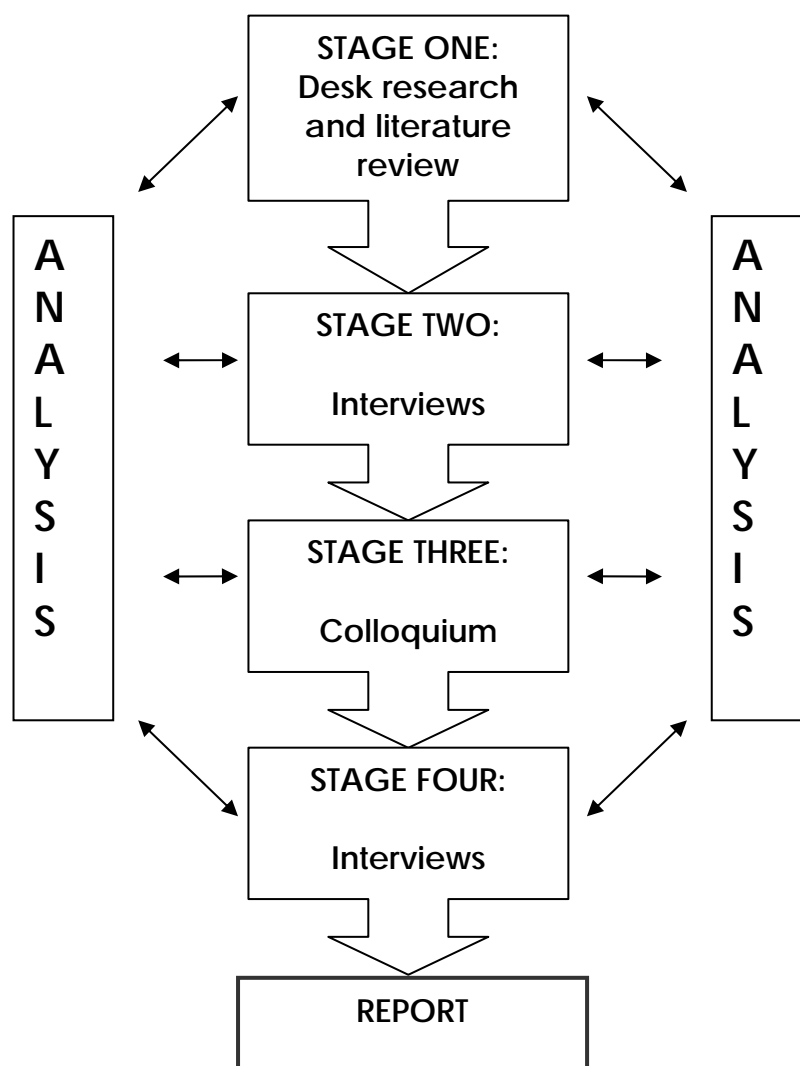 STAGE ONE:
Desk research
and literature
review
A
N
A
L
Y
S
I
S
STAGE TWO:
Interviews
STAGE THREE:
Colloquium
STAGE FOUR:
Interviews
A
N
A
L
Y
S
I
S
REPORT